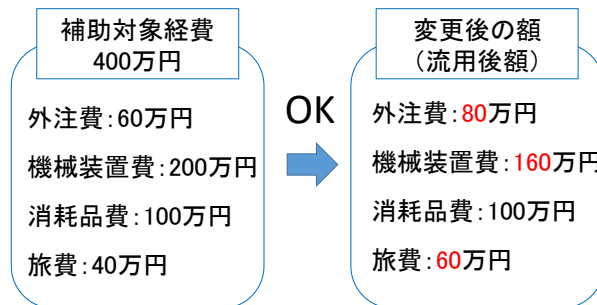 補助対象経費
400万円
外注費:60万円
機械装置費:200万円
消耗品費:100万円
旅費:40万円
OK
変更後の額
(流用後額)
外注費:80万円
機械装置費:160万円
消耗品費:100万円
旅費:60万円